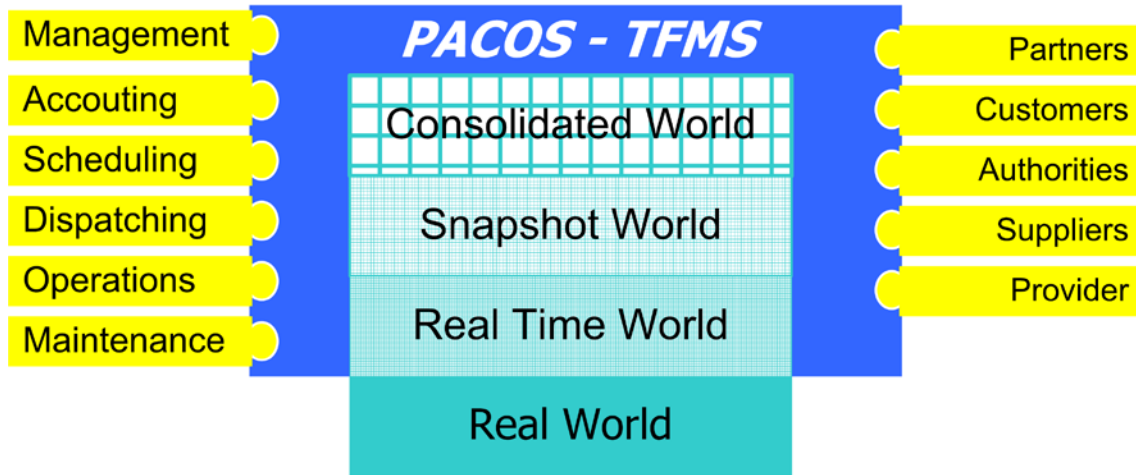 PACOS - TFMS
Management
Accouting
Scheduling
Dispatching
Operations
Maintenance
Consolidated World
Snapshot World
Real Time World
Real World
Partners
Customers
Authorities
Suppliers
Provider